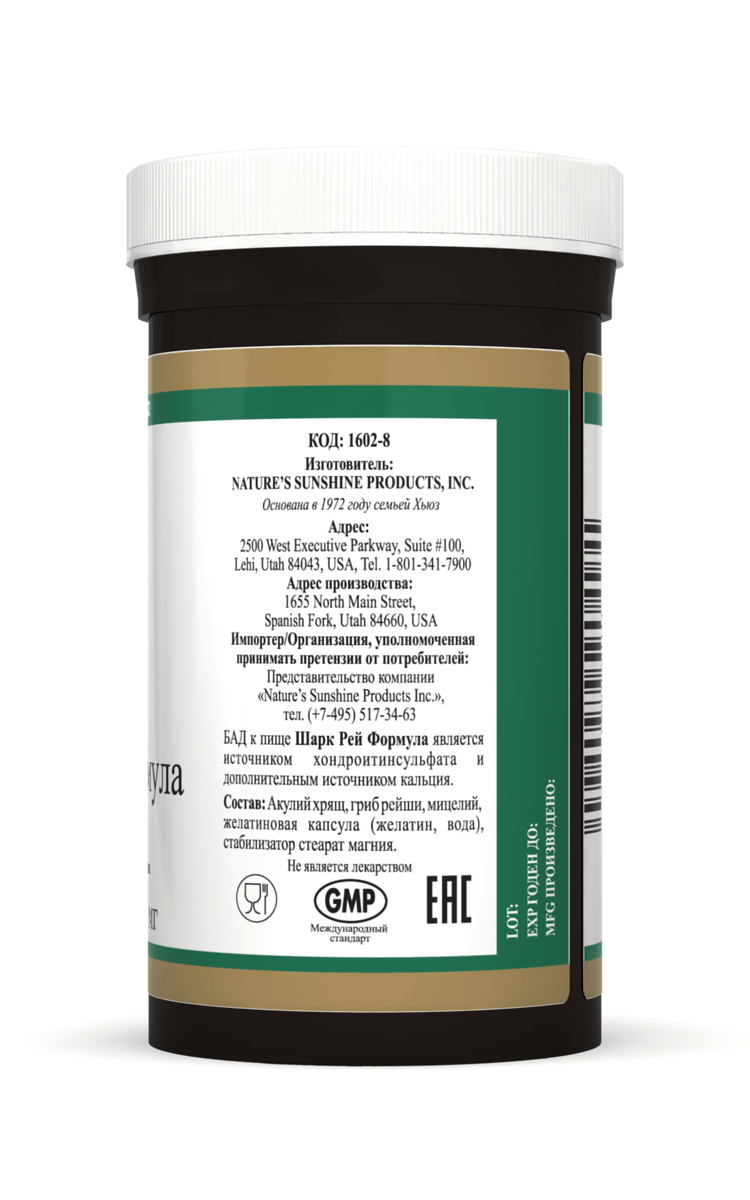 КОД: 1602-8
Изготовитель:
NATURE'S SUNSHINE PRODUCTS, INC.
Основана в 1972 году семьей Хьюз
Адрес:
2500 West Executive Parkway, Suite #100,
Lehi, Utah 84043, USA, Tel. 1-801-341-7900
Адрес производства:
1655 North Main Street,
Spanish Fork, Utah 84660, USA
Импортер/Организация, уполномоченная
принимать претензии от потребителей:
Представительство компании
«Nature's Sunshine Products Inc.»,
тел. (+7-495) 517-34-63
БАД к пище Шарк Рей Формула является
источником хондроитинсульфата и
дополнительным источником кальция.
Состав: Акулий хрящ, гриб рейши, мицелий,
желатиновая капсула (желатин, вода),
стабилизатор стеарат магния.
Не является лекарством
GMP
Международный
стандарт
EAC
LOT:
EXP ГОДЕН ДО:
MFG ПРОИЗВЕДЕНО: